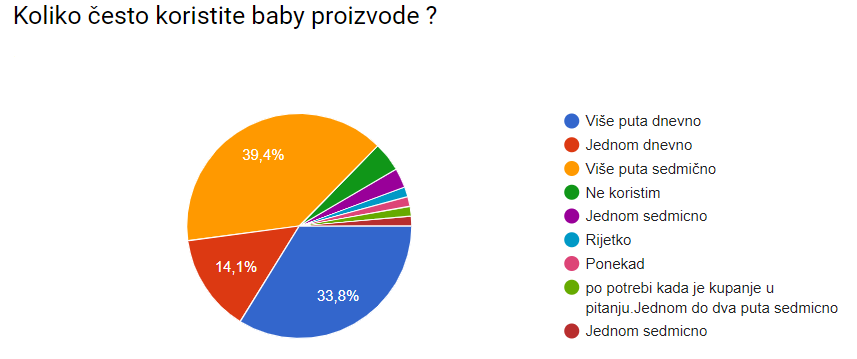 Koliko često koristite baby proizvode ?
39,4%
14,1%
33,8%
Više puta dnevno
Jednom dnevno
Više puta sedmično
Ne koristim
Jednom sedmicno
Rijetko
Ponekad
po potrebi kada je kupanje u
pitanju.Jednom do dva puta sedmicno
Jednom sedmicno